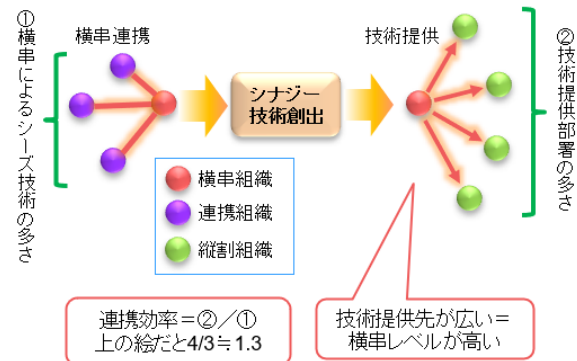 ①横串によるシーズ技術の多さ
横串連携
シナジー
技術創出
技術提供
②技術提供部署の多さ
横串組織
連携組織
縦割組織
連携効率＝②／①
上の絵だと4/3≒1.3
技術提供先が広い＝
横串レベルが高い